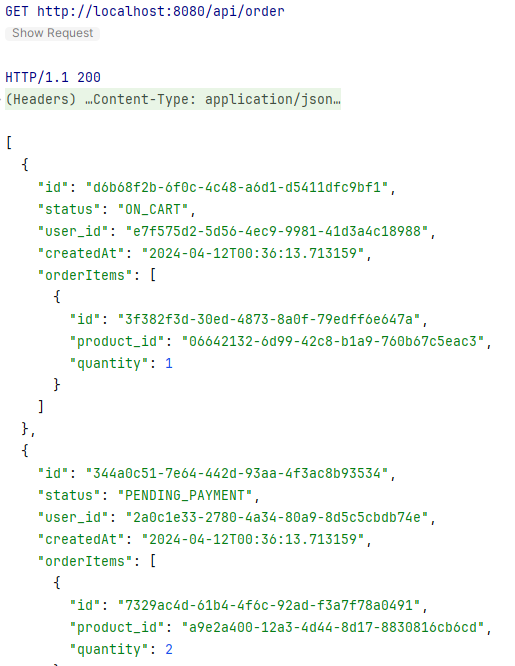 GET http://localhost:8080/api/order
Show Request
HTTP/1.1 200
(Headers) …Content-Type: application/json…
[
  {
    "id": "d6b68f2b-6f0c-4c48-a6d1-d5411dfc9bf1",
    "status": "ON_CART",
    "user_id": "e7f575d2-5d56-4ec9-9981-41d3a4c18988",
    "createdAt": "2024-04-12T00:36:13.713159",
    "orderItems": [
      {
        "id": "3f382f3d-30ed-4873-8a0f-79edff6e647a",
        "product_id": "06642132-6d99-42c8-b1a9-760b67c5eac3",
        "quantity": 1
      }
    ]
  },
  {
    "id": "344a0c51-7e64-442d-93aa-4f3ac8b93534",
    "status": "PENDING_PAYMENT",
    "user_id": "2a0c1e33-2780-4a34-80a9-8d5c5cbdb74e",
    "createdAt": "2024-04-12T00:36:13.713159",
    "orderItems": [
      {
        "id": "7329ac4d-61b4-4f6c-92ad-f3a7f78a0491",
        "product_id": "a9e2a400-12a3-4d44-8d17-8830816cb6cd",
        "quantity": 2
      }